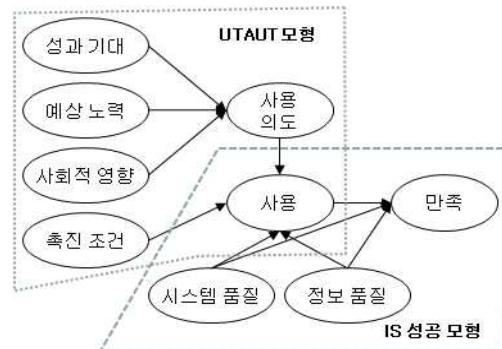 UTAUT 모형
성과 기대
예상 노력
사용
의도
사회적 영향
사용
만족
촉진 조건
시스템 품질
정보 품질
IS 성공 모형